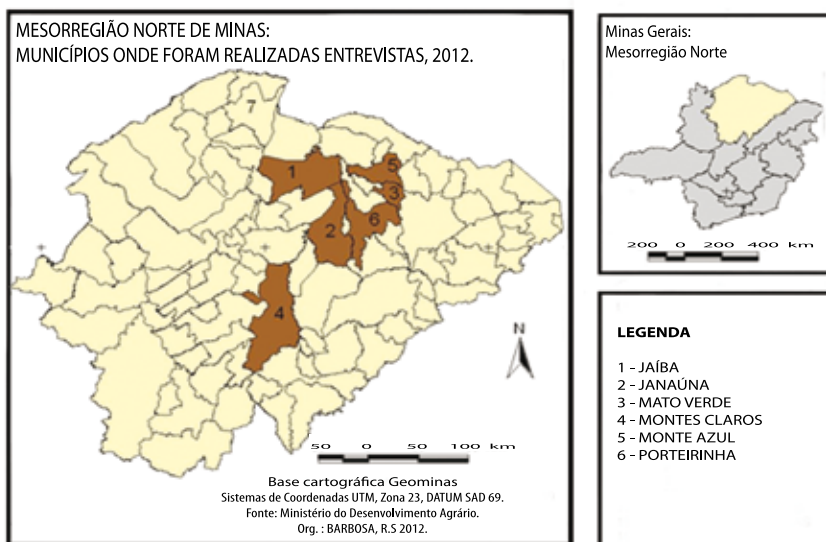 MESORREGIÃO NORTE DE MINAS:
MUNICÍPIOS ONDE FORAM REALIZADAS ENTREVISTAS, 2012.
7
1
5
3
2
6
4
N
50 0 50 100 km
Base cartográfica Geominas
Sistemas de Coordenadas UTM, Zona 23, DATUM SAD 69.
Fonte: Ministério do Desenvolvimento Agrário.
Org. : BARBOSA, R.S 2012.
Minas Gerais:
Mesorregião Norte
200 0 200 400 km
LEGENDA
1 - JAÍBA
2 - JANAÚNA
3 - MATO VERDE
4 - MONTES CLAROS
5 - MONTE AZUL
6 - PORTEIRINHA